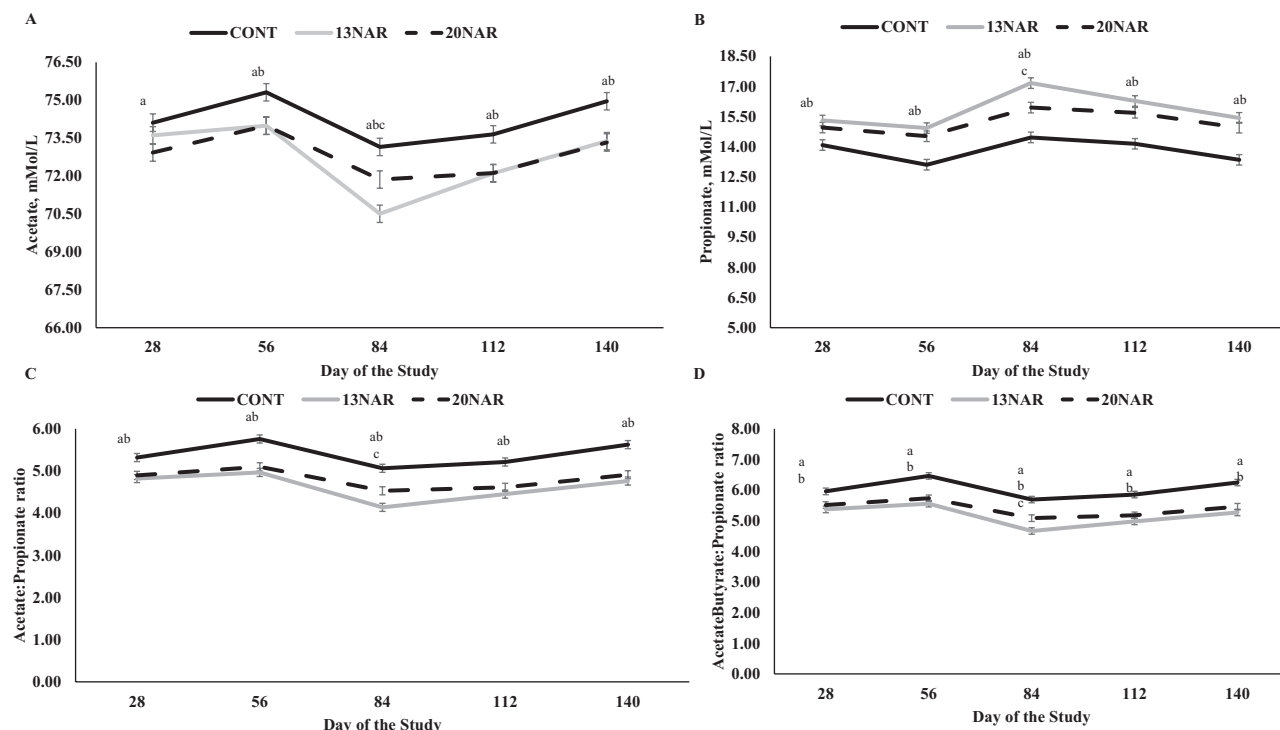 A
CONT 13NAR 20NAR
Acetate, mMol/L
76.50
75.00
73.50
72.00
70.50
69.00
67.50
66.00
a
ab
abc
ab
ab
28 56 84 112 140
Day of the Study
B
CONT 13NAR 20NAR
Propionate, mMol/L
18.50
17.00
15.50
14.00
12.50
11.00
9.50
8.00
6.50
5.00
ab
ab
ab
c
ab
ab
28 56 84 112 140
Day of the Study
C
CONT 13NAR 20NAR
Acetate:Propionate ratio
6.00
5.00
4.00
3.00
2.00
1.00
0.00
ab
ab
ab
c
ab
ab
28 56 84 112 140
Day of the Study
D
CONT 13NAR 20NAR
AcetateButyrate:Propionate ratio
8.00
7.00
6.00
5.00
4.00
3.00
2.00
1.00
0.00
a
b
a
b
a
b
c
a
b
a
b
28 56 84 112 140
Day of the Study